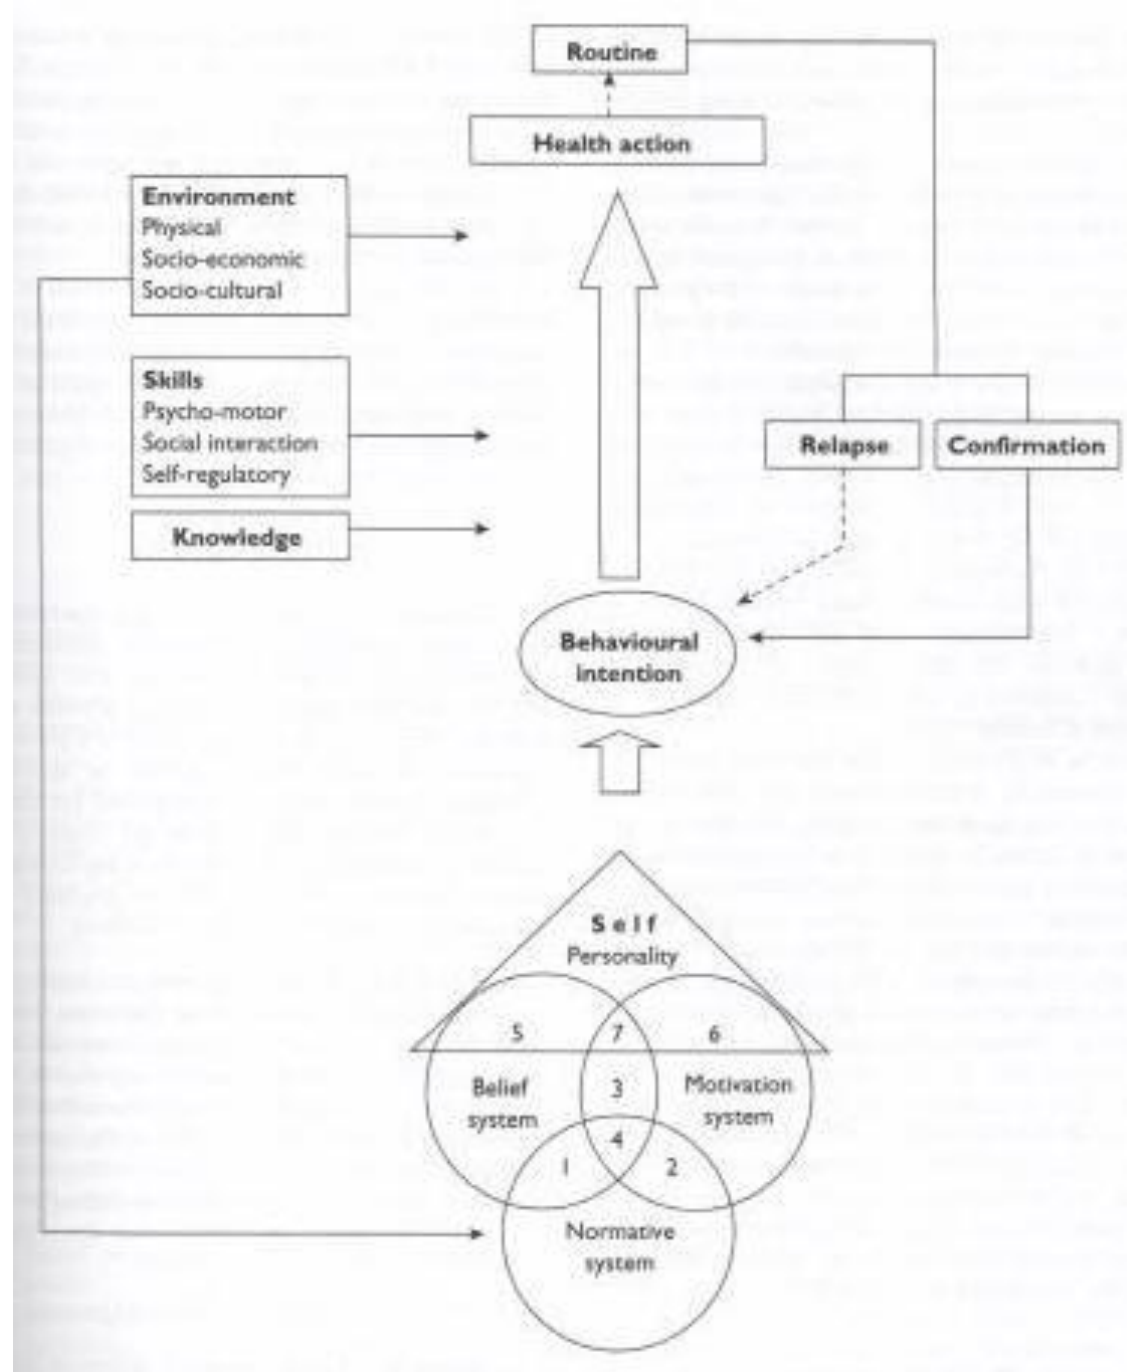 Routine
Health action
Environment
Physical
Socio-economic
Socio-cultural
Skills
Psycho-motor
Social interaction
Self-regulatory
Knowledge
Relapse
Confirmation
Behavioural
intention
Self
Personality
5
7
6
Belief
system
3
Motivation
system
4
1
2
Normative
system